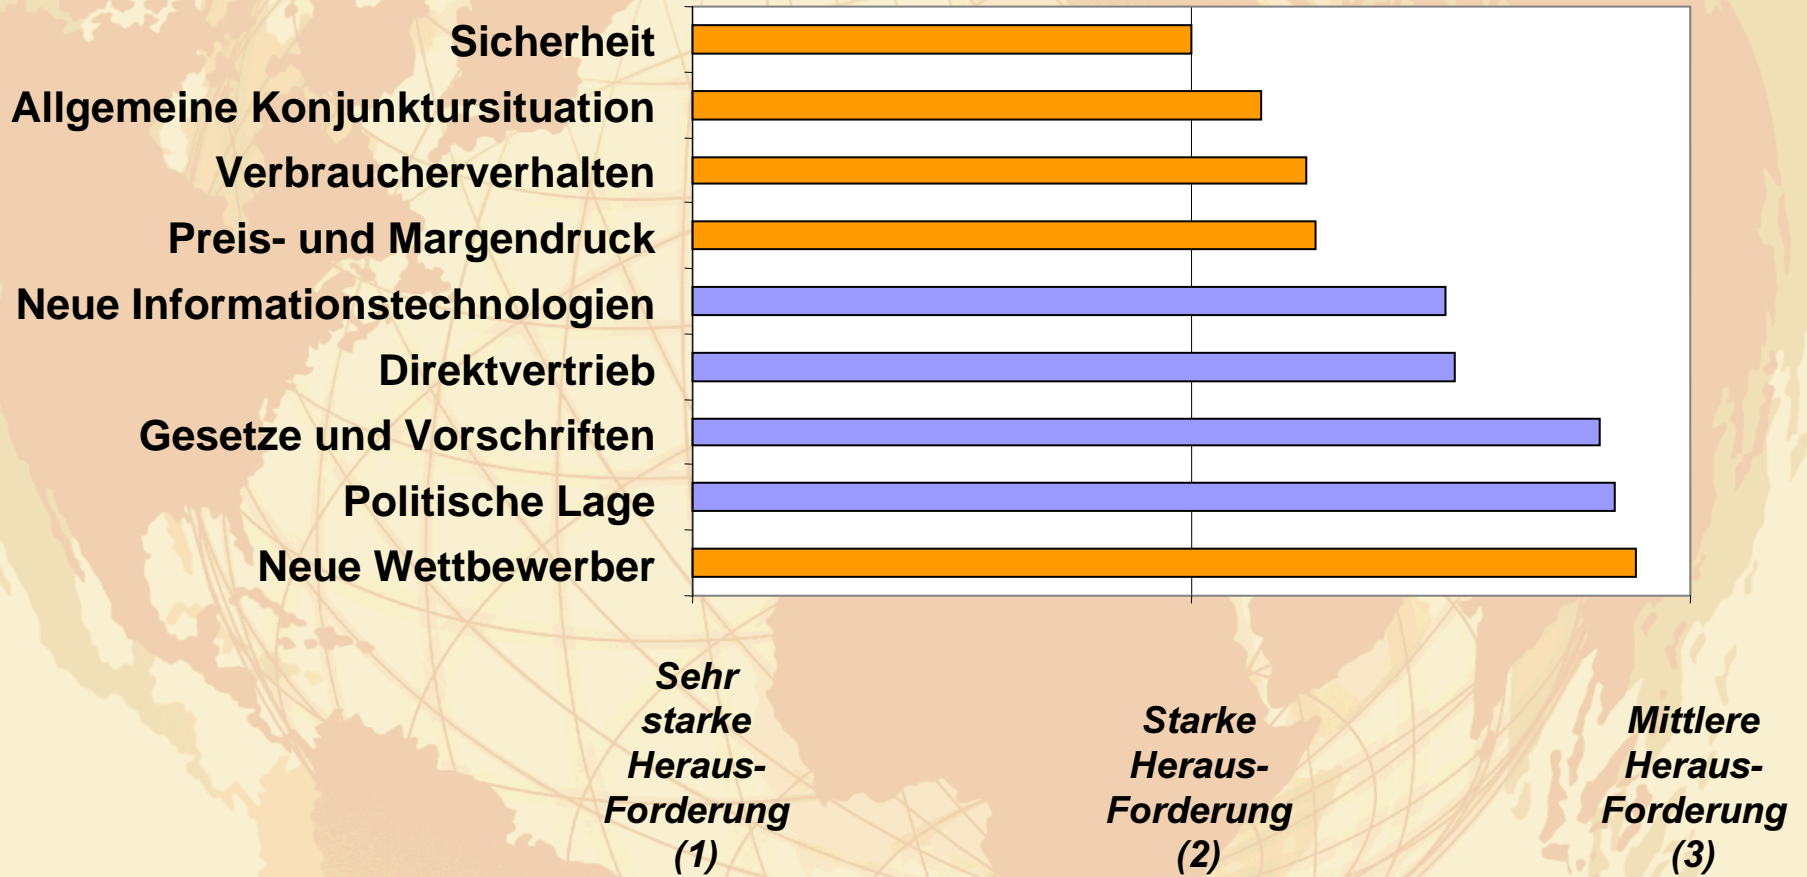 Sicherheit
Allgemeine Konjunktursituation
Verbraucherverhalten
Preis- und Margendruck
Neue Informationstechnologien
Direktvertrieb
Gesetze und Vorschriften
Politische Lage
Neue Wettbewerber
Sehr
starke
Heraus-
Forderung
(1)
Starke
Heraus-
Forderung
(2)
Mittlere
Heraus-
Forderung
(3)